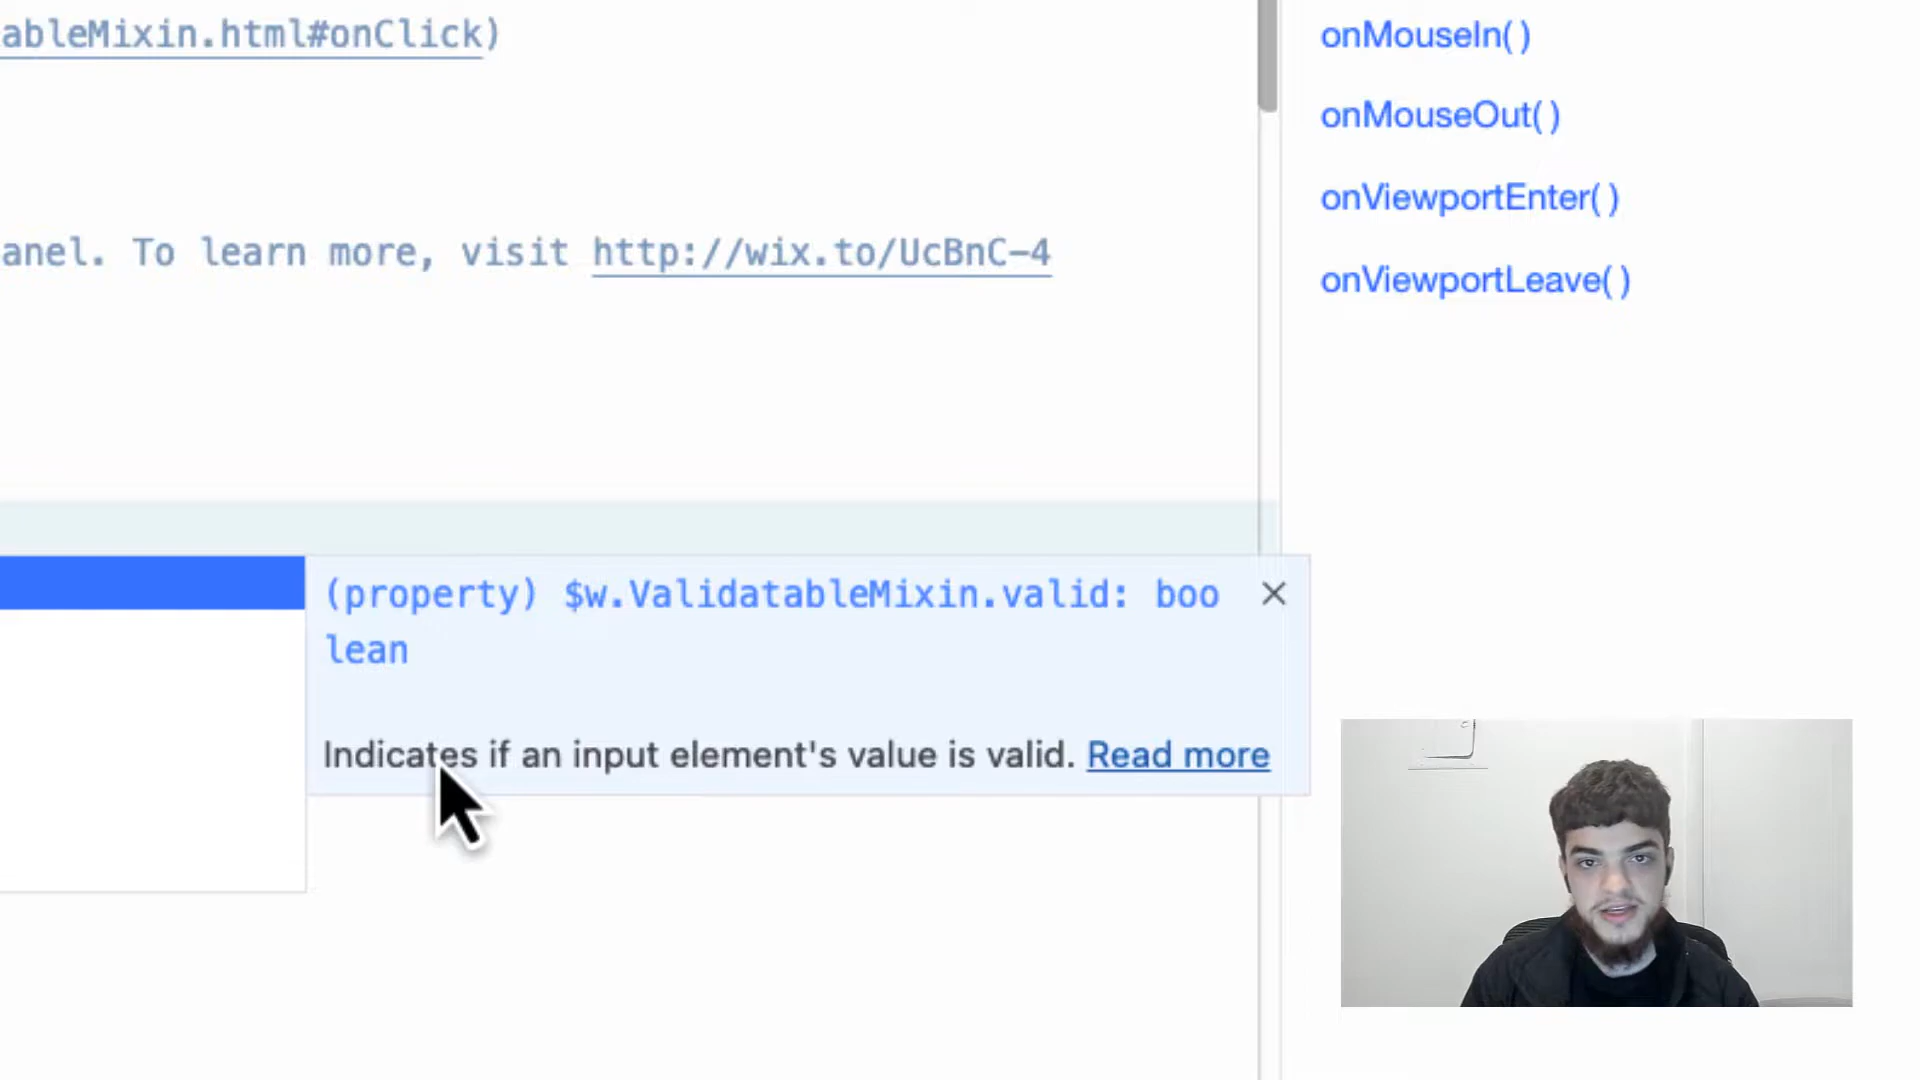 ableMixin.html#onClick)
anel. To learn more, visit http://wix.to/UcBnC-4
(property) $w.ValidatableMixin.valid: boo
lean
Indicates if an input element's value is valid. Read more
onMouseIn()
onMouseOut()
onViewportEnter()
onViewportLeave()